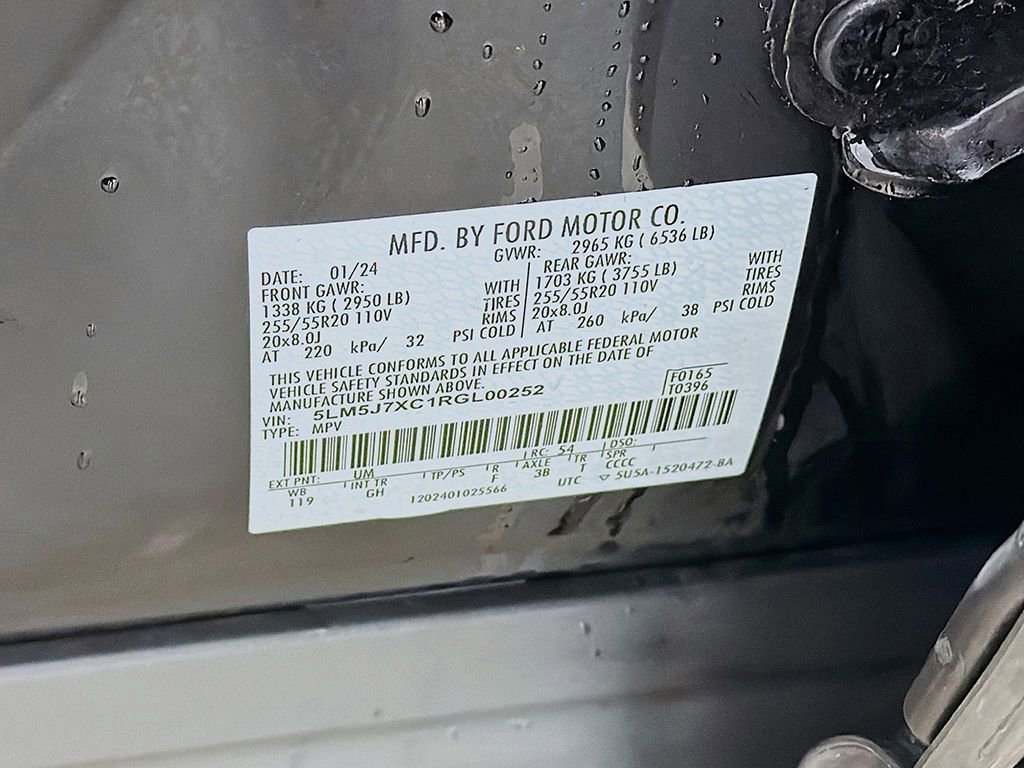 MFD. BY FORD MOTOR CO.
DATE: 01/24 GVWR: 2965 KG ( 6536 LB)
FRONT GAWR: REAR GAWR:
1338 KG ( 2950 LB) WITH 1703 KG ( 3755 LB) WITH
255/55R20 110V TIRES 255/55R20 110V TIRES
20x8.0J RIMS 20x8.0J RIMS
AT 220 kPa/ 32 PSI COLD AT 260 kPa/ 38 PSI COLD
THIS VEHICLE CONFORMS TO ALL APPLICABLE FEDERAL MOTOR
VEHICLE SAFETY STANDARDS IN EFFECT ON THE DATE OF
MANUFACTURE SHOWN ABOVE.
VIN: 5LM5J7XC1RGL00252 F0165
TYPE: MPV T0396
EXT PNT: UM RC: 54 DSO:
WB INT TR TP/PS R AXLE TR SPR
119 GH F 3B T CCCC
1202401025566 UTC ▽ 5U5A-1520472-BA